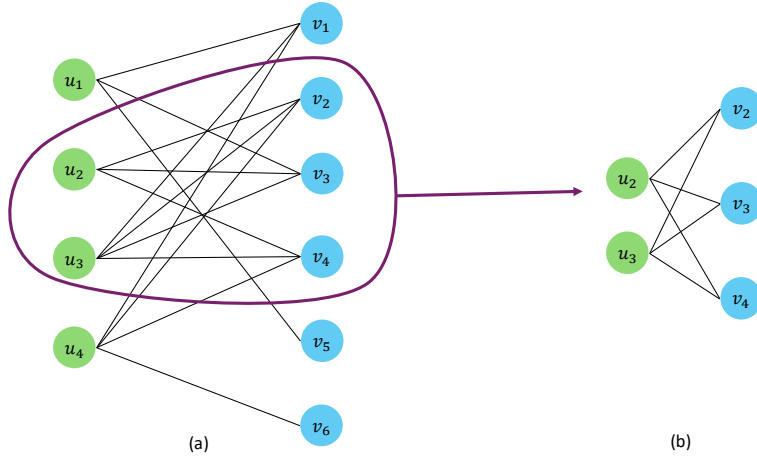 v₁
u₁
v₂
u₂
v₃
u₃
v₄
u₄
v₅
v₆
(a)
v₂
u₂
v₃
u₃
v₄
(b)